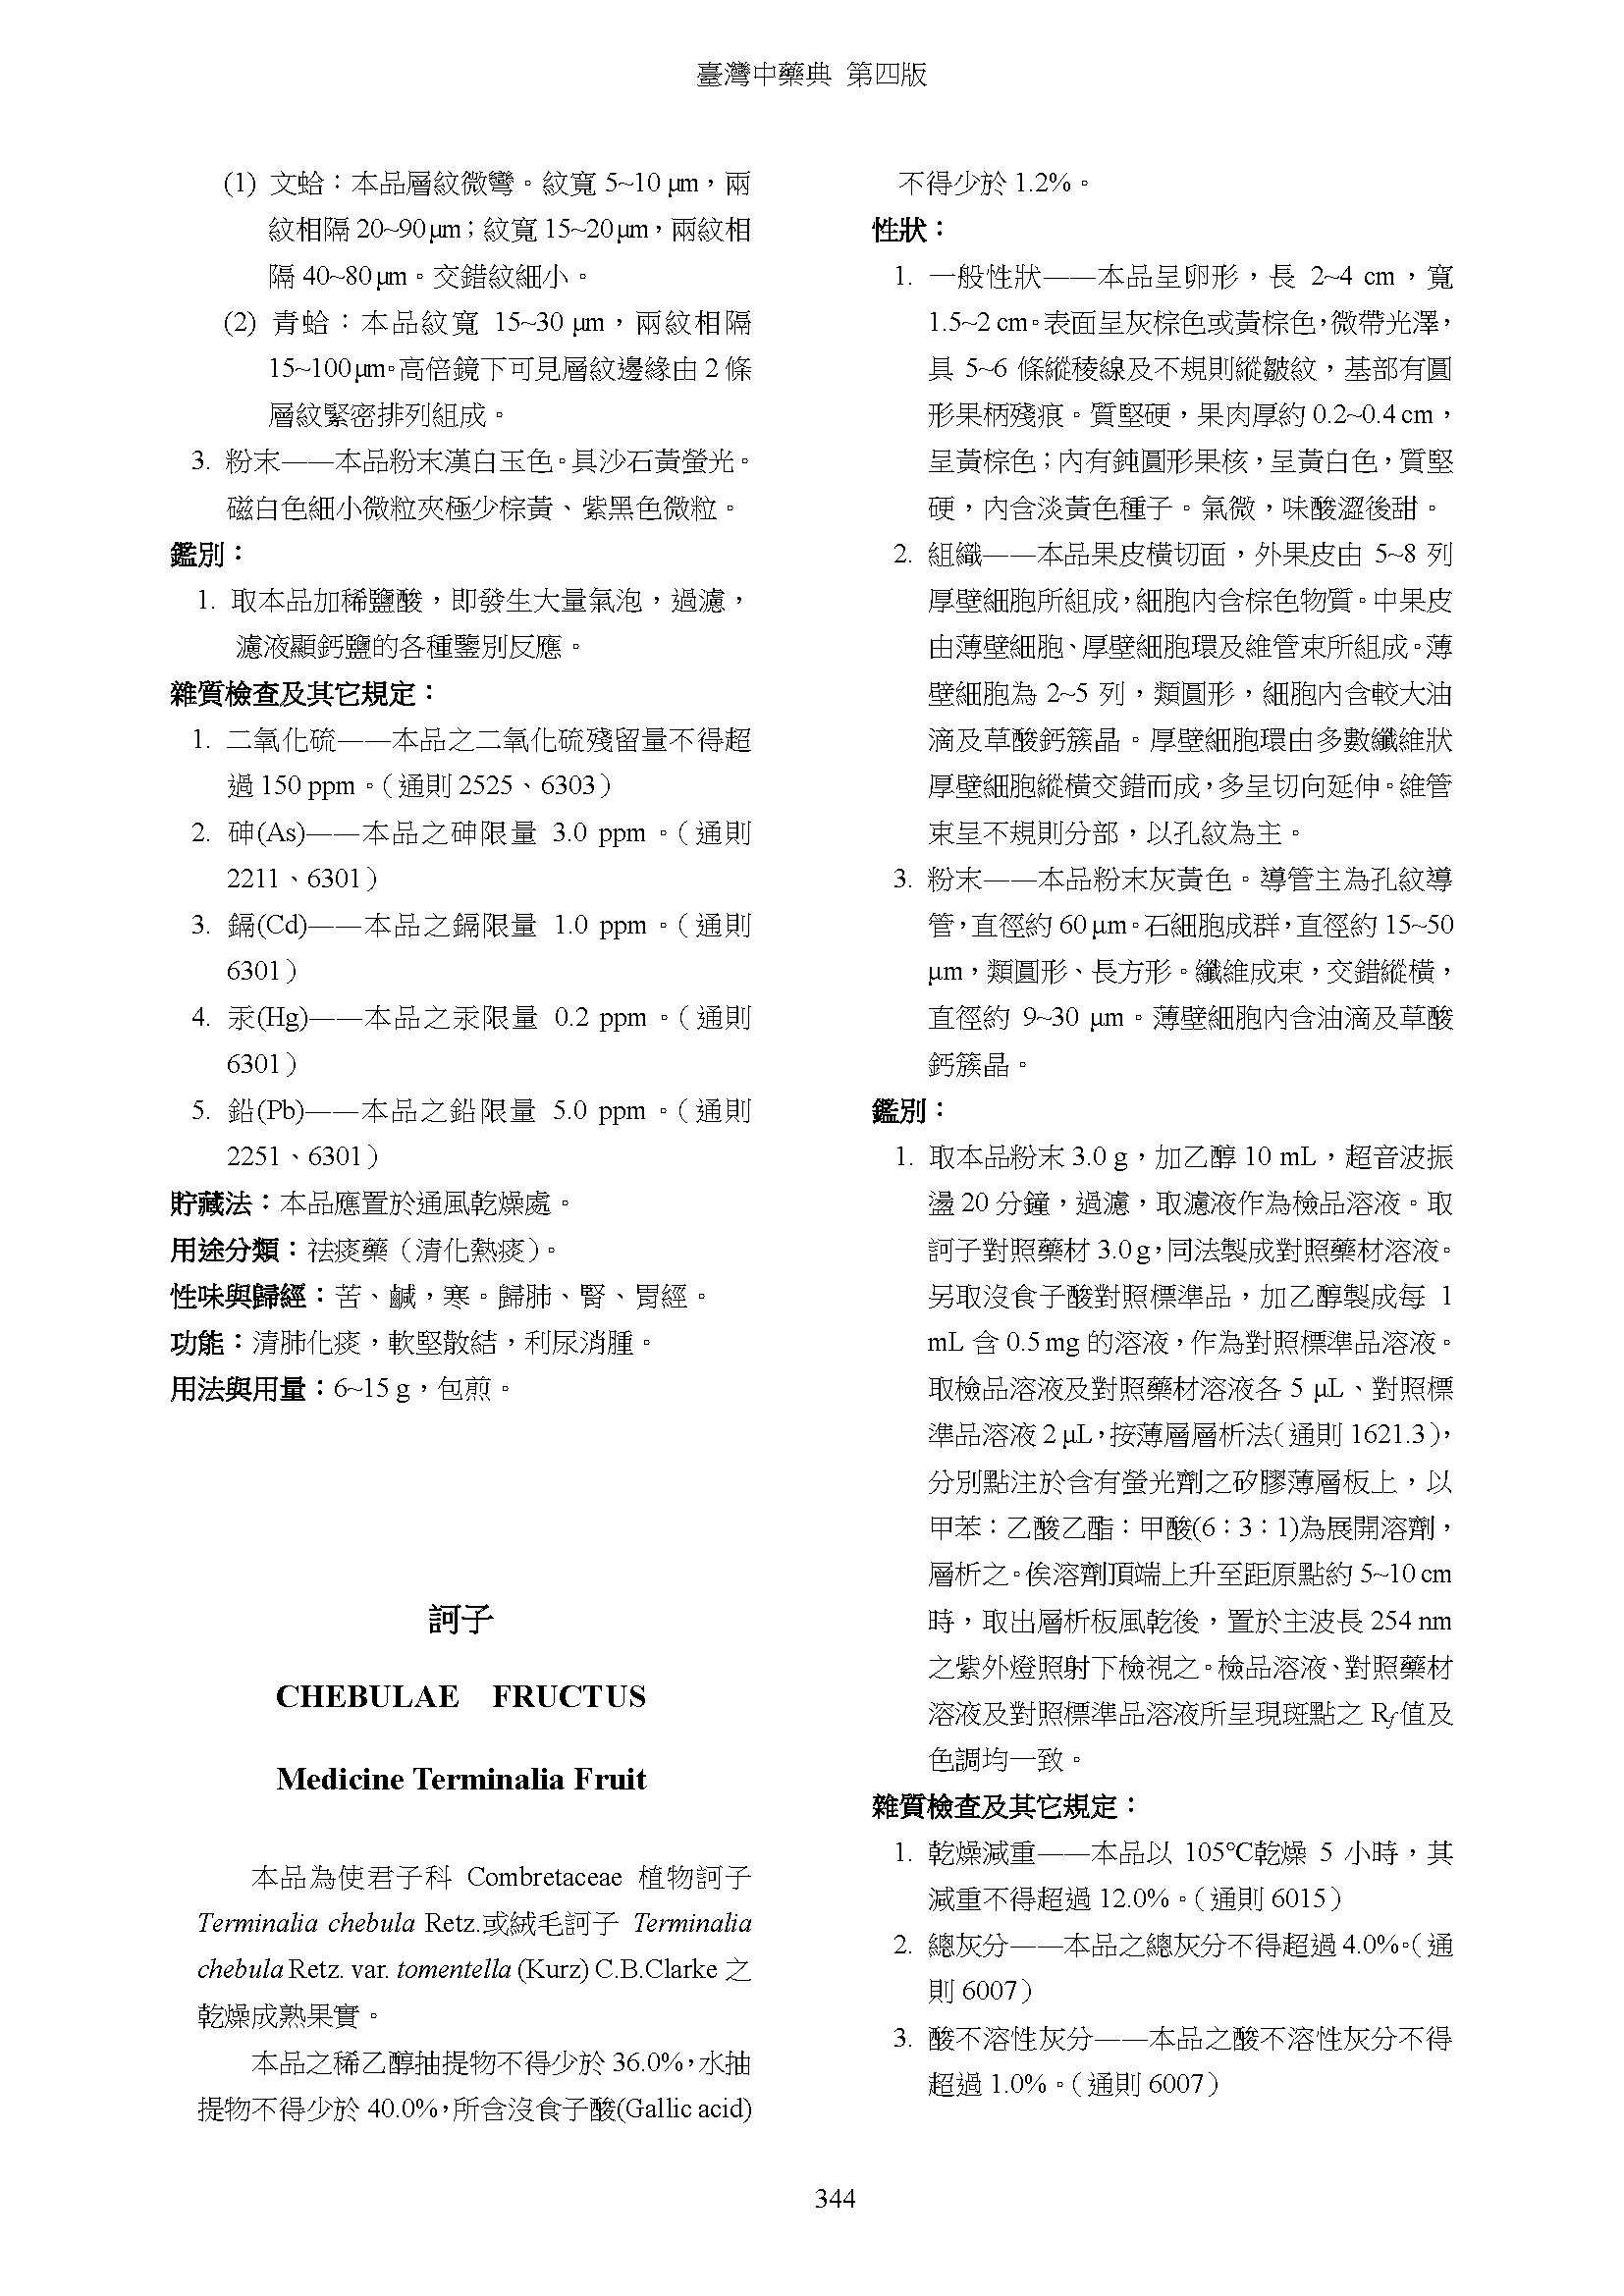 臺灣中藥典 第四版
(1) 文蛤：本品層紋微彎。紋寬 5~10 μm，兩
紋相隔 20~90 μm；紋寬 15~20 μm，兩紋相
隔 40~80 μm。交錯紋細小。
(2) 青蛤：本品紋寬 15~30 μm，兩紋相隔
15~100 μm。高倍鏡下可見層紋邊緣由 2 條
層紋緊密排列組成。
3. 粉末——本品粉末漢白玉色。具沙石黃螢光。
磁白色細小微粒夾極少棕黃、紫黑色微粒。
鑑別：
1. 取本品加稀鹽酸，即發生大量氣泡，過濾，
濾液顯鈣鹽的各種鑒別反應。
雜質檢查及其它規定：
1. 二氧化硫——本品之二氧化硫殘留量不得超
過 150 ppm。（通則 2525、6303）
2. 砷(As)——本品之砷限量 3.0 ppm。（通則
2211、6301）
3. 鎘(Cd)——本品之鎘限量 1.0 ppm。（通則
6301）
4. 汞(Hg)——本品之汞限量 0.2 ppm。（通則
6301）
5. 鉛(Pb)——本品之鉛限量 5.0 ppm。（通則
2251、6301）
貯藏法：本品應置於通風乾燥處。
用途分類：祛痰藥（清化熱痰）。
性味與歸經：苦、鹹，寒。歸肺、腎、胃經。
功能：清肺化痰，軟堅散結，利尿消腫。
用法與用量：6~15 g，包煎。
訶子
CHEBULAE FRUCTUS
Medicine Terminalia Fruit
本品為使君子科 Combretaceae 植物訶子
Terminalia chebula Retz.或絨毛訶子 Terminalia
chebula Retz. var. tomentella (Kurz) C.B.Clarke 之
乾燥成熟果實。
本品之稀乙醇抽提物不得少於 36.0%，水抽
提物不得少於 40.0%，所含沒食子酸(Gallic acid)
不得少於 1.2%。
性狀：
1. 一般性狀——本品呈卵形，長 2~4 cm，寬
1.5~2 cm。表面呈灰棕色或黃棕色，微帶光澤，
具 5~6 條縱稜線及不規則縱皺紋，基部有圓
形果柄殘痕。質堅硬，果肉厚約 0.2~0.4 cm，
呈黃棕色；內有鈍圓形果核，呈黃白色，質堅
硬，內含淡黃色種子。氣微，味酸澀後甜。
2. 組織——本品果皮橫切面，外果皮由 5~8 列
厚壁細胞所組成，細胞內含棕色物質。中果皮
由薄壁細胞、厚壁細胞環及維管束所組成。薄
壁細胞為 2~5 列，類圓形，細胞內含較大油
滴及草酸鈣簇晶。厚壁細胞環由多數纖維狀
厚壁細胞縱橫交錯而成，多呈切向延伸。維管
束呈不規則分部，以孔紋為主。
3. 粉末——本品粉末灰黃色。導管主為孔紋導
管，直徑約 60 μm。石細胞成群，直徑約 15~50
μm，類圓形、長方形。纖維成束，交錯縱橫，
直徑約 9~30 μm。薄壁細胞內含油滴及草酸
鈣簇晶。
鑑別：
1. 取本品粉末 3.0 g，加乙醇 10 mL，超音波振
盪 20 分鐘，過濾，取濾液作為檢品溶液。取
訶子對照藥材 3.0 g，同法製成對照藥材溶液。
另取沒食子酸對照標準品，加乙醇製成每 1
mL 含 0.5 mg 的溶液，作為對照標準品溶液。
取檢品溶液及對照藥材溶液各 5 μL、對照標
準品溶液 2 μL，按薄層層析法（通則 1621.3），
分別點注於含有螢光劑之矽膠薄層板上，以
甲苯：乙酸乙酯：甲酸(6：3：1)為展開溶劑，
層析之。俟溶劑頂端上升至距原點約 5~10 cm
時，取出層析板風乾後，置於主波長 254 nm
之紫外燈照射下檢視之。檢品溶液、對照藥材
溶液及對照標準品溶液所呈現斑點之 Rf 值及
色調均一致。
雜質檢查及其它規定：
1. 乾燥減重——本品以 105℃乾燥 5 小時，其
減重不得超過 12.0%。（通則 6015）
2. 總灰分——本品之總灰分不得超過 4.0%。（通
則 6007）
3. 酸不溶性灰分——本品之酸不溶性灰分不得
超過 1.0%。（通則 6007）
344